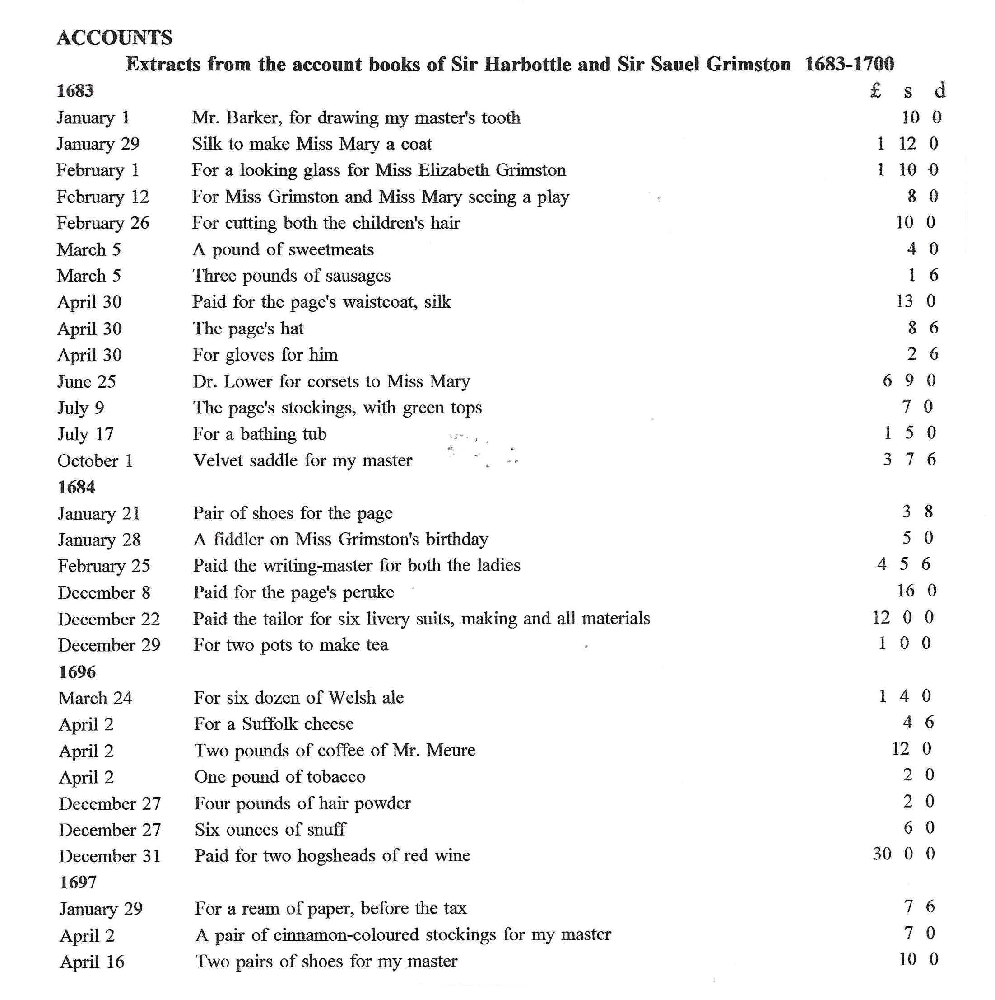 ACCOUNTS
Extracts from the account books of Sir Harbottle and Sir Sauel Grimston 1683-1700
1683 £ s d
January 1 Mr. Barker, for drawing my master's tooth 10 0
January 29 Silk to make Miss Mary a coat 1 12 0
February 1 For a looking glass for Miss Elizabeth Grimston 1 10 0
February 12 For Miss Grimston and Miss Mary seeing a play 8 0
February 26 For cutting both the children's hair 10 0
March 5 A pound of sweetmeats 4 0
March 5 Three pounds of sausages 1 6
April 30 Paid for the page's waistcoat, silk 13 0
April 30 The page's hat 8 6
April 30 For gloves for him 2 6
June 25 Dr. Lower for corsets to Miss Mary 6 9 0
July 9 The page's stockings, with green tops 7 0
July 17 For a bathing tub 1 5 0
October 1 Velvet saddle for my master 3 7 6
1684
January 21 Pair of shoes for the page 3 8
January 28 A fiddler on Miss Grimston's birthday 5 0
February 25 Paid the writing-master for both the ladies 4 5 6
December 8 Paid for the page's peruke 16 0
December 22 Paid the tailor for six livery suits, making and all materials 12 0 0
December 29 For two pots to make tea 1 0 0
1696
March 24 For six dozen of Welsh ale 1 4 0
April 2 For a Suffolk cheese 4 6
April 2 Two pounds of coffee of Mr. Meure 12 0
April 2 One pound of tobacco 2 0
December 27 Four pounds of hair powder 2 0
December 27 Six ounces of snuff 6 0
December 31 Paid for two hogsheads of red wine 30 0 0
1697
January 29 For a ream of paper, before the tax 7 6
April 2 A pair of cinnamon-coloured stockings for my master 7 0
April 16 Two pairs of shoes for my master 10 0